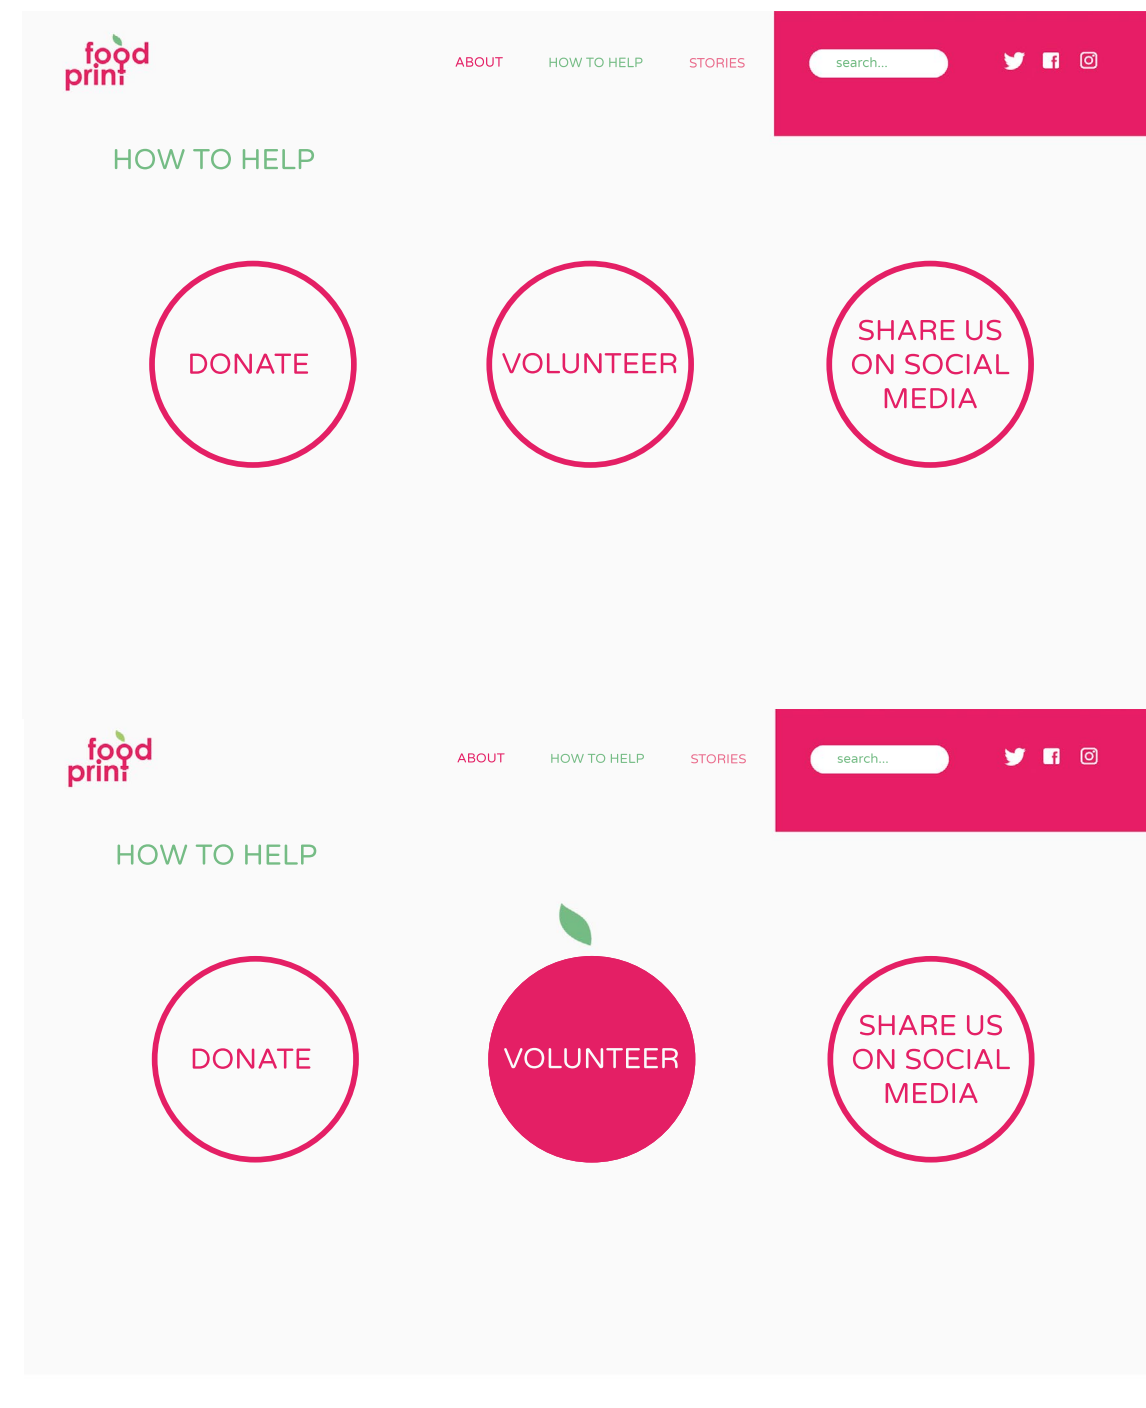 food
print
ABOUT
HOW TO HELP
STORIES
search...
HOW TO HELP
DONATE
VOLUNTEER
SHARE US
ON SOCIAL
MEDIA
food
print
ABOUT
HOW TO HELP
STORIES
search...
HOW TO HELP
DONATE
VOLUNTEER
SHARE US
ON SOCIAL
MEDIA